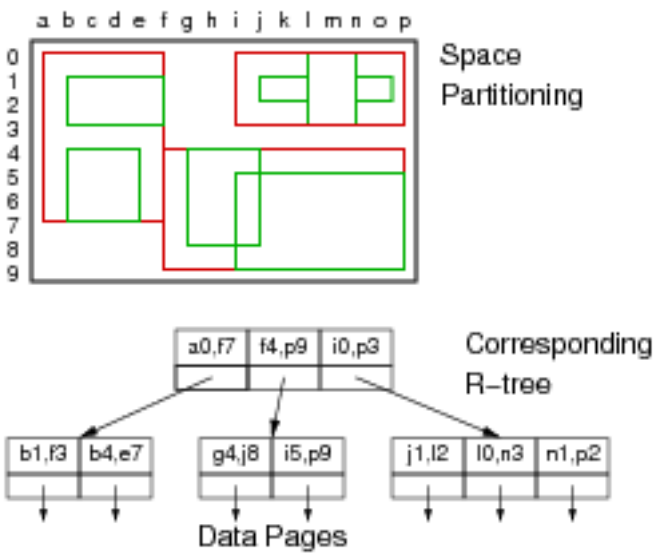 a b c d e f g h i j k l m n o p
0
1
2
3
4
5
6
7
8
9
Space
Partitioning
a0,f7 f4,p9 i0,p3
Corresponding
R-tree
b1,f3 b4,e7 g4,j8 i5,p9 j1,l2 l0,n3 n1,p2
Data Pages